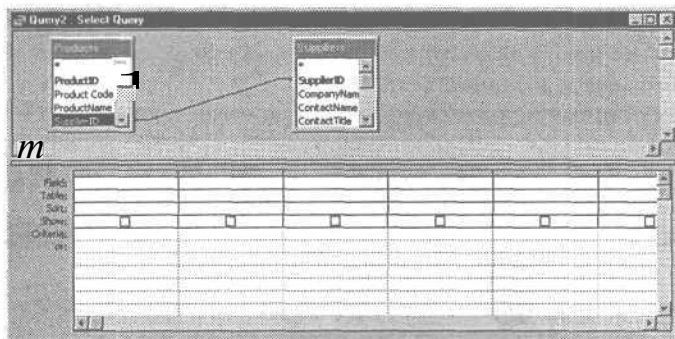 Query2 : Select Query
Products
*
ProductID
Product Code
ProductName
SupplierID
Suppliers
*
SupplierID
CompanyNam
ContactName
ContactTitle
m
Field:
Table:
Sort:
Show:
Criteria:
or: